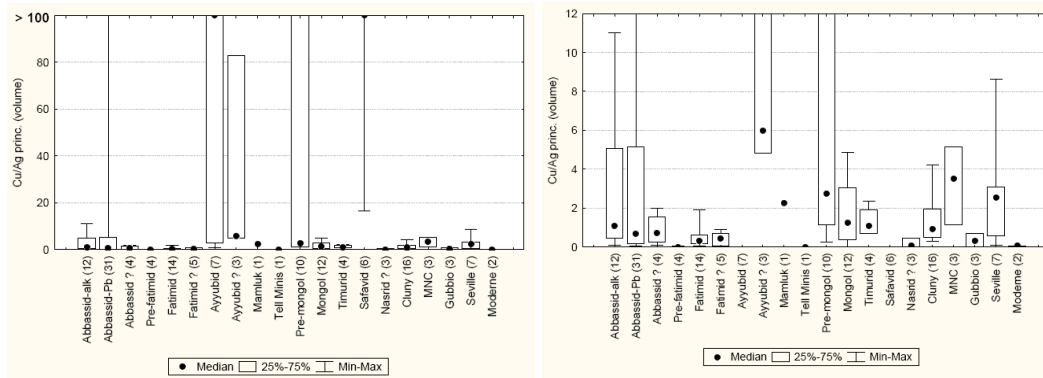 > 100
80
60
40
20
0
Cu/Ag princ. (volume)
Abbassid-alk (12)
Abbassid-Pb (31)
Abbassid ? (4)
Pre-fatimid (4)
Fatimid (14)
Fatimid ? (5)
Ayyubid (7)
Ayyubid ? (3)
Mamluk (1)
Tell Minis (1)
Pre-mongol (10)
Mongol (12)
Timurid (4)
Safavid (6)
Nasrid ? (3)
Cluny (16)
MNC (3)
Gubbio (3)
Seville (7)
Moderne (2)
Median 25%-75% Min-Max
12
10
8
6
4
2
0
Cu/Ag princ. (volume)
Abbassid-alk (12)
Abbassid-Pb (31)
Abbassid ? (4)
Pre-fatimid (4)
Fatimid (14)
Fatimid ? (5)
Ayyubid (7)
Ayyubid ? (3)
Mamluk (1)
Tell Minis (1)
Pre-mongol (10)
Mongol (12)
Timurid (4)
Safavid (6)
Nasrid ? (3)
Cluny (16)
MNC (3)
Gubbio (3)
Seville (7)
Moderne (2)
Median 25%-75% Min-Max